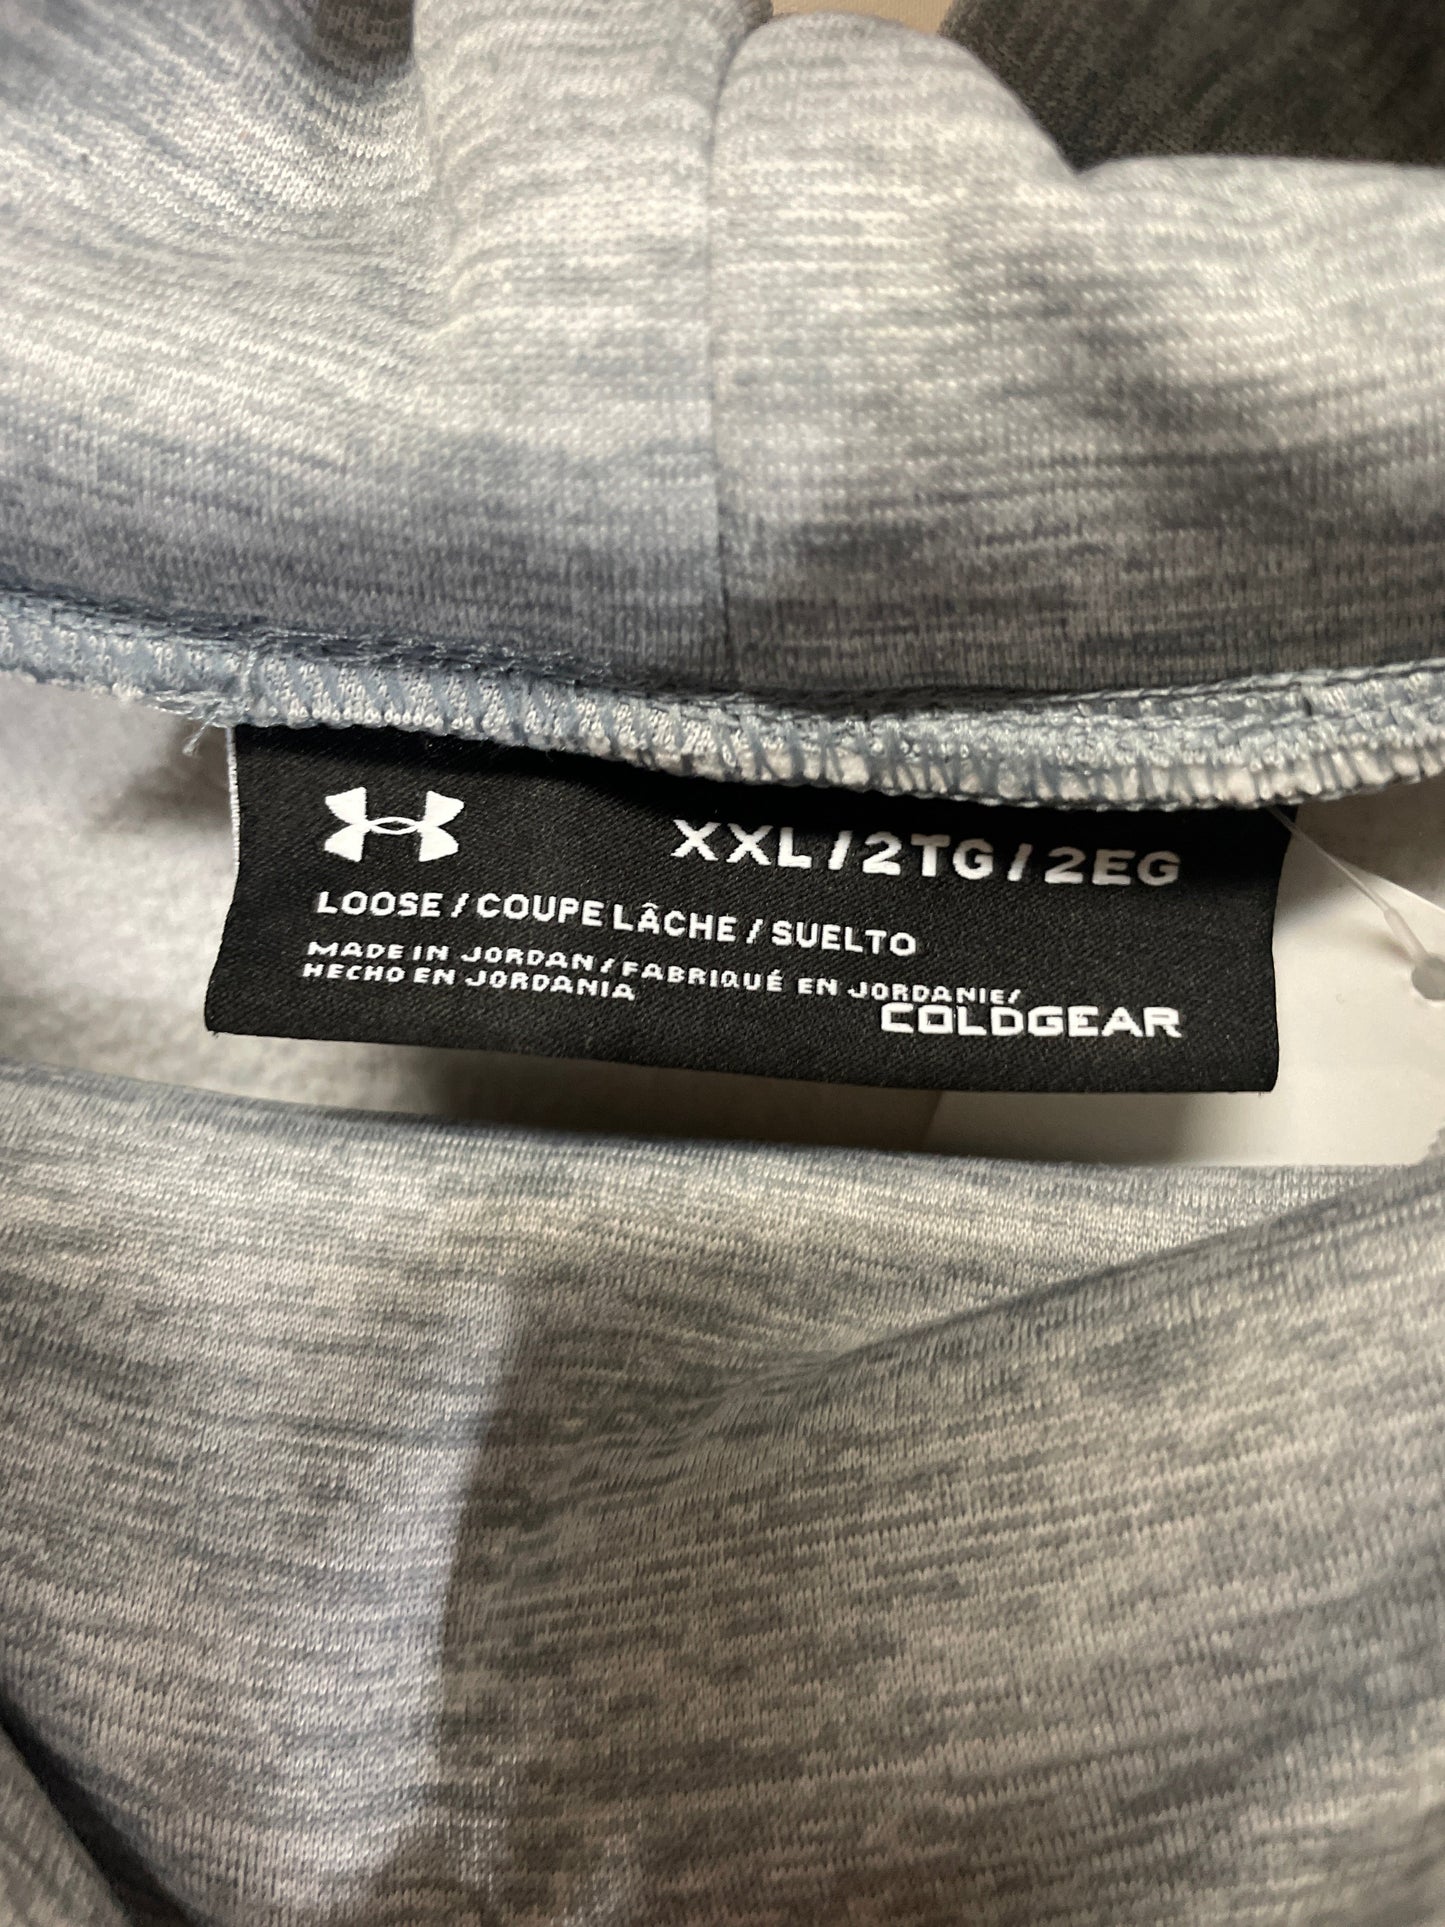 XXL / 2TG / 2EG
LOOSE / COUPE LÂCHE / SUELTO
MADE IN JORDAN / FABRIQUÉ EN JORDANIE/
HECHO EN JORDANIA
COLDGEAR